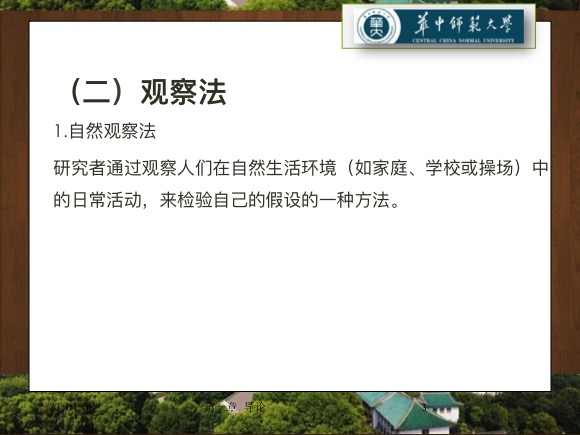 華中师範大學
CENTRAL CHINA NORMAL UNIVERSITY
（二）观察法
1.自然观察法
研究者通过观察人们在自然生活环境（如家庭、学校或操场）中
的日常活动，来检验自己的假设的一种方法。
章 导论